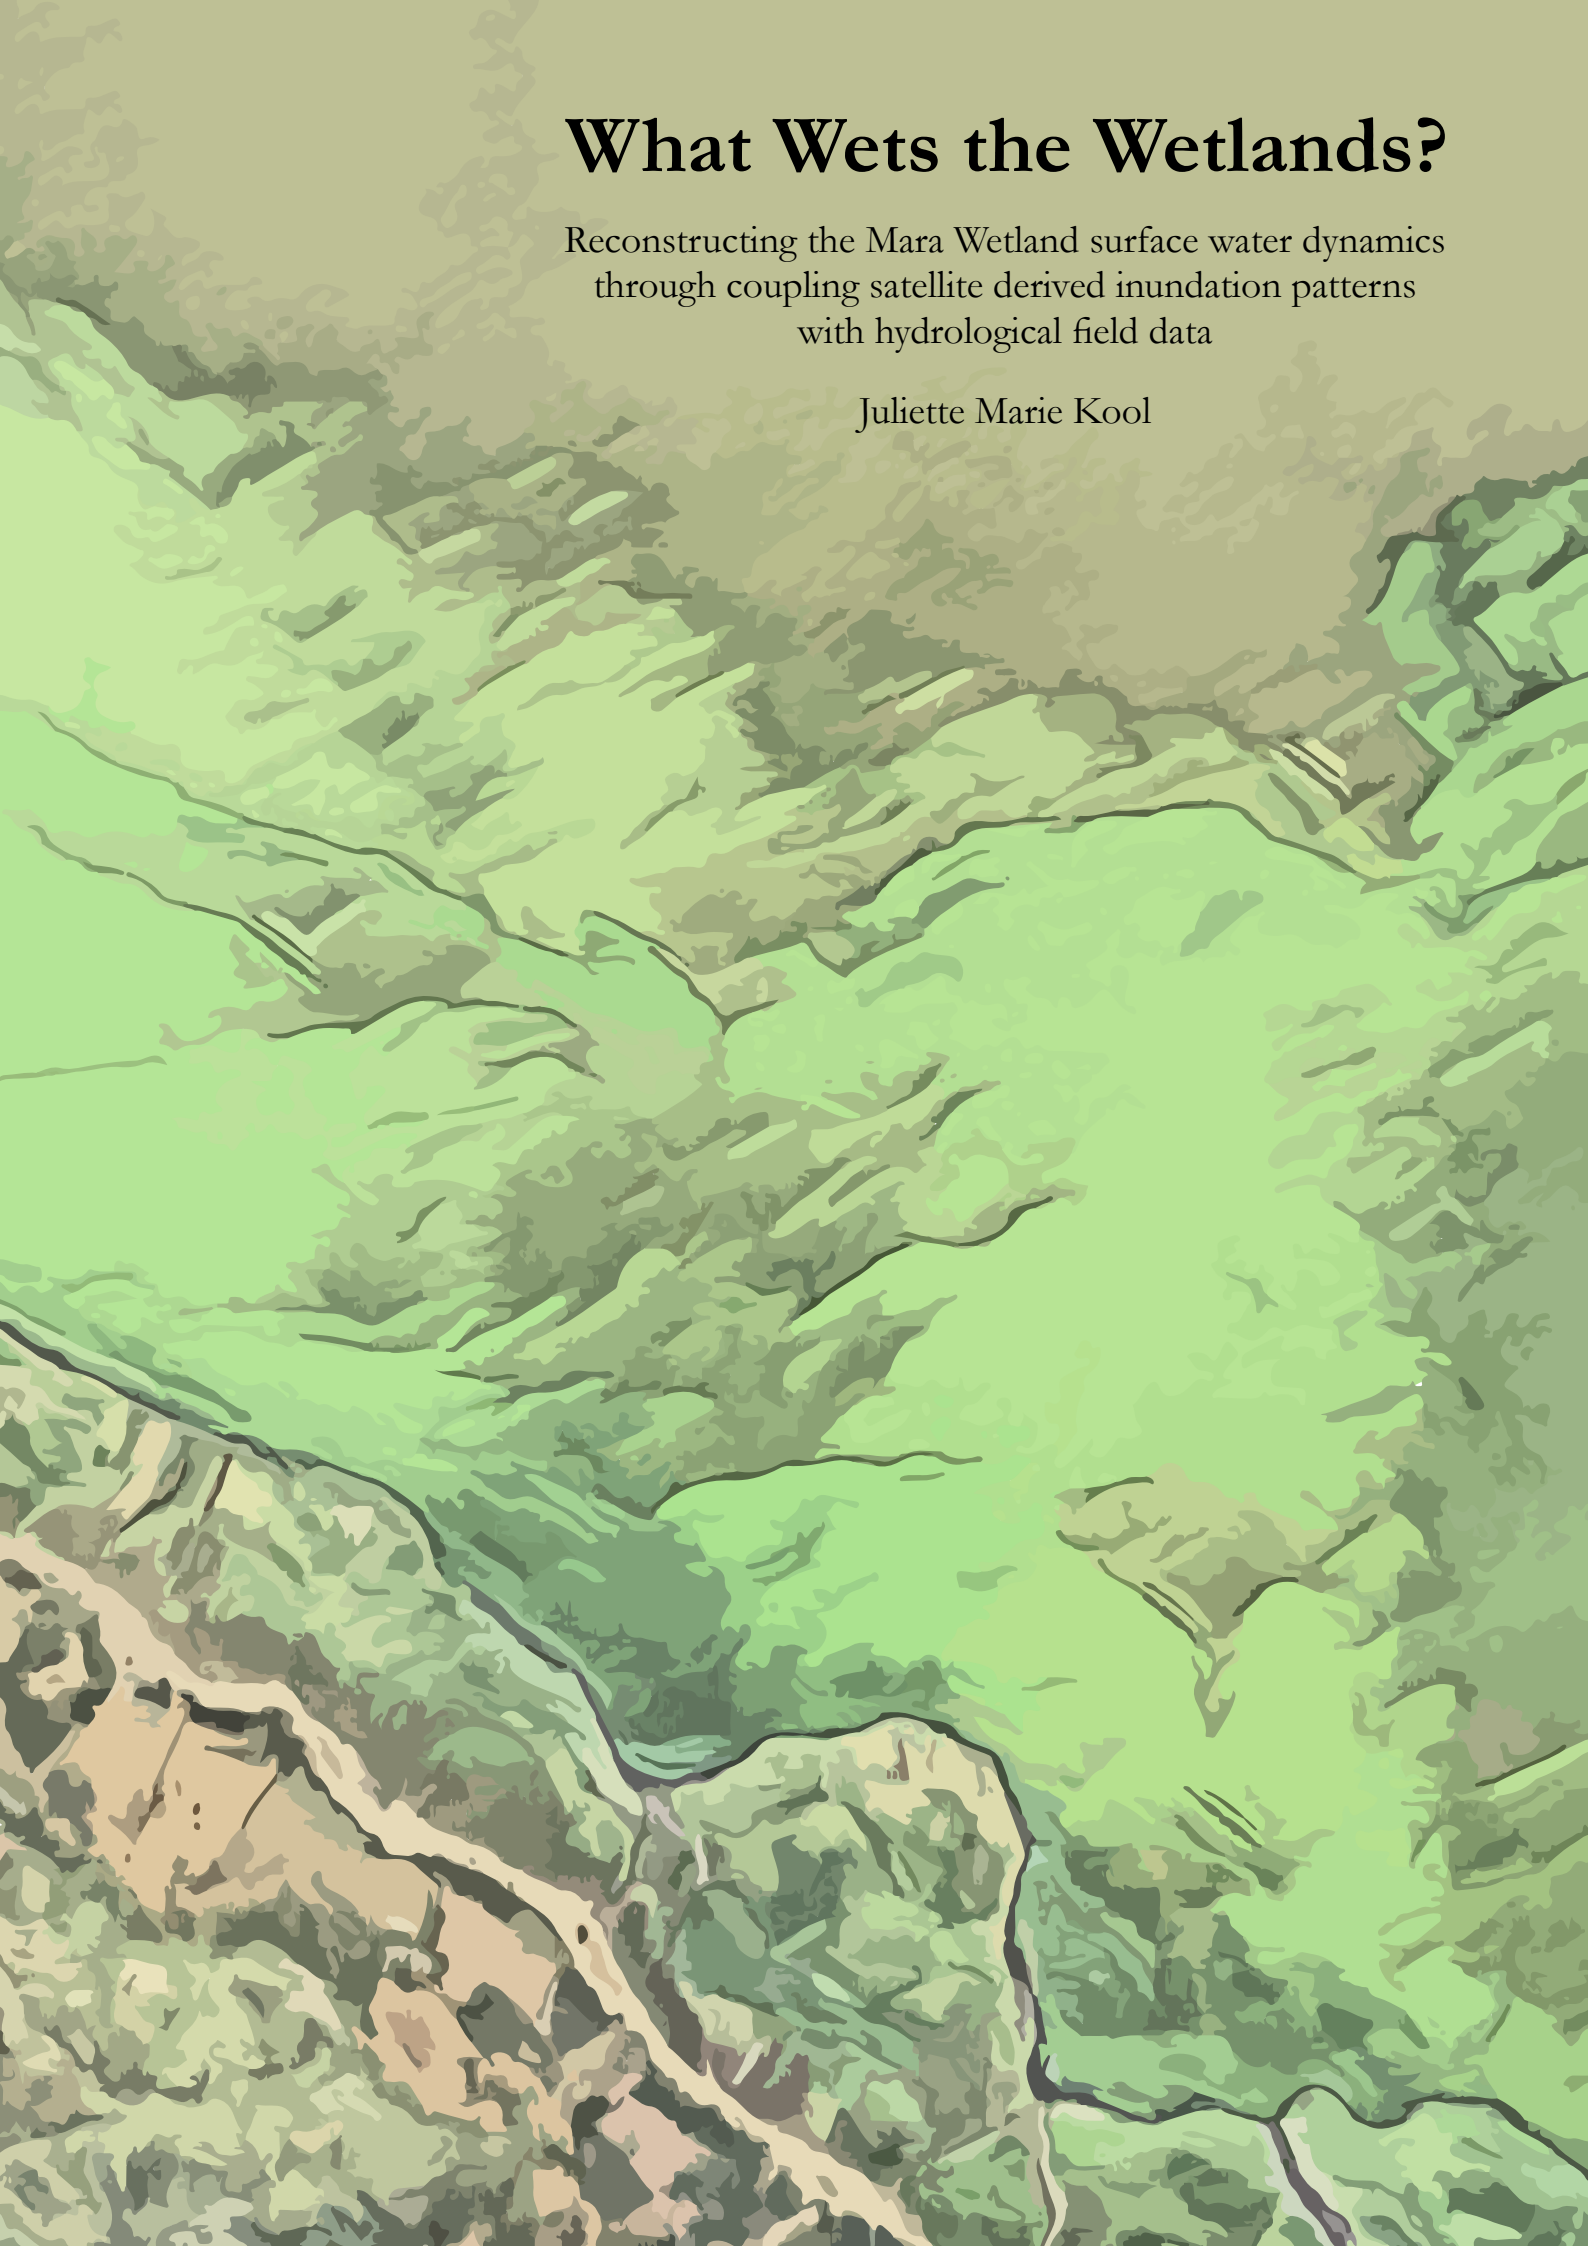 What Wets the Wetlands?
Reconstructing the Mara Wetland surface water dynamics
through coupling satellite derived inundation patterns
with hydrological field data
Juliette Marie Kool